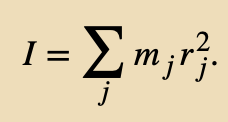 I = ∑_j m_j r_j^2.